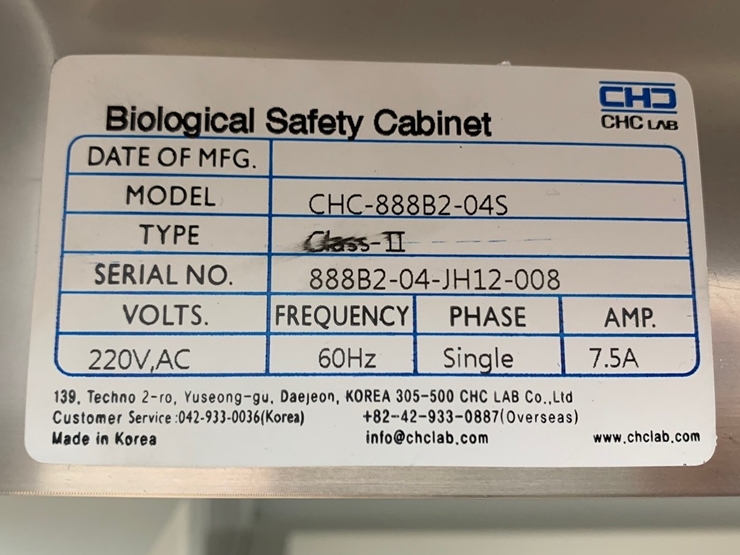 CHC
CHC LAB
Biological Safety Cabinet
DATE OF MFG.
MODEL CHC-888B2-04S
TYPE Class-II
SERIAL NO. 888B2-04-JH12-008
VOLTS. FREQUENCY PHASE AMP.
220V,AC 60Hz Single 7.5A
139, Techno 2-ro, Yuseong-gu, Daejeon, KOREA 305-500 CHC LAB Co.,Ltd
Customer Service :042-933-0036(Korea) +82-42-933-0887(Overseas)
Made in Korea info@chclab.com www.chclab.com